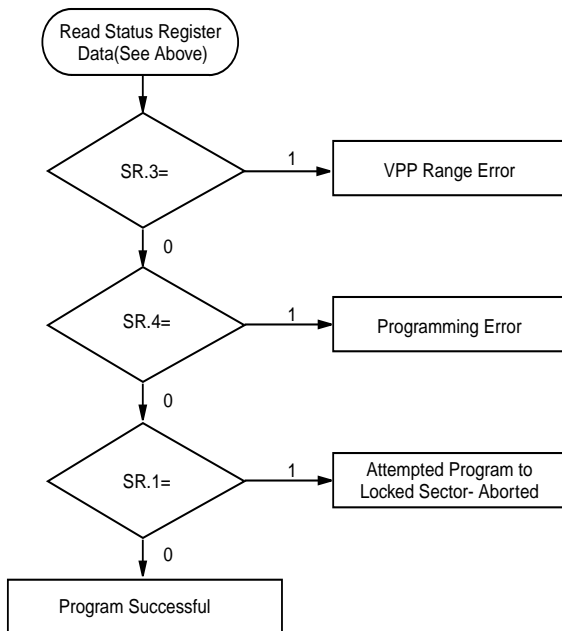 Read Status Register
Data(See Above)
SR.3=
1
VPP Range Error
0
SR.4=
1
Programming Error
0
SR.1=
1
Attempted Program to
Locked Sector- Aborted
0
Program Successful